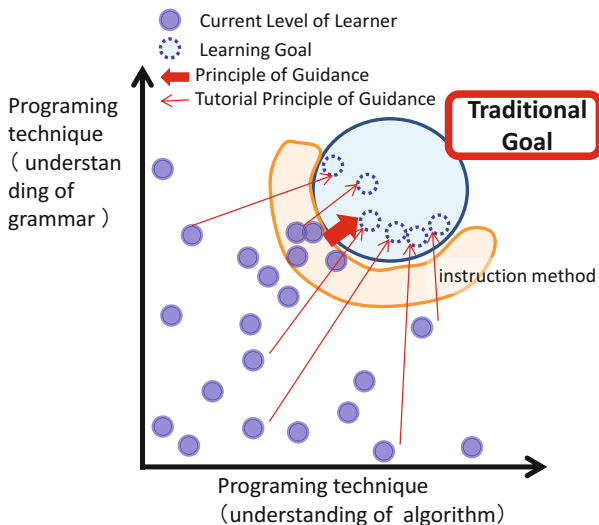 Current Level of Learner
Learning Goal
Principle of Guidance
Tutorial Principle of Guidance
Traditional
Goal
Programing
technique
( understan
ding of
grammar )
instruction method
Programing technique
(understanding of algorithm)